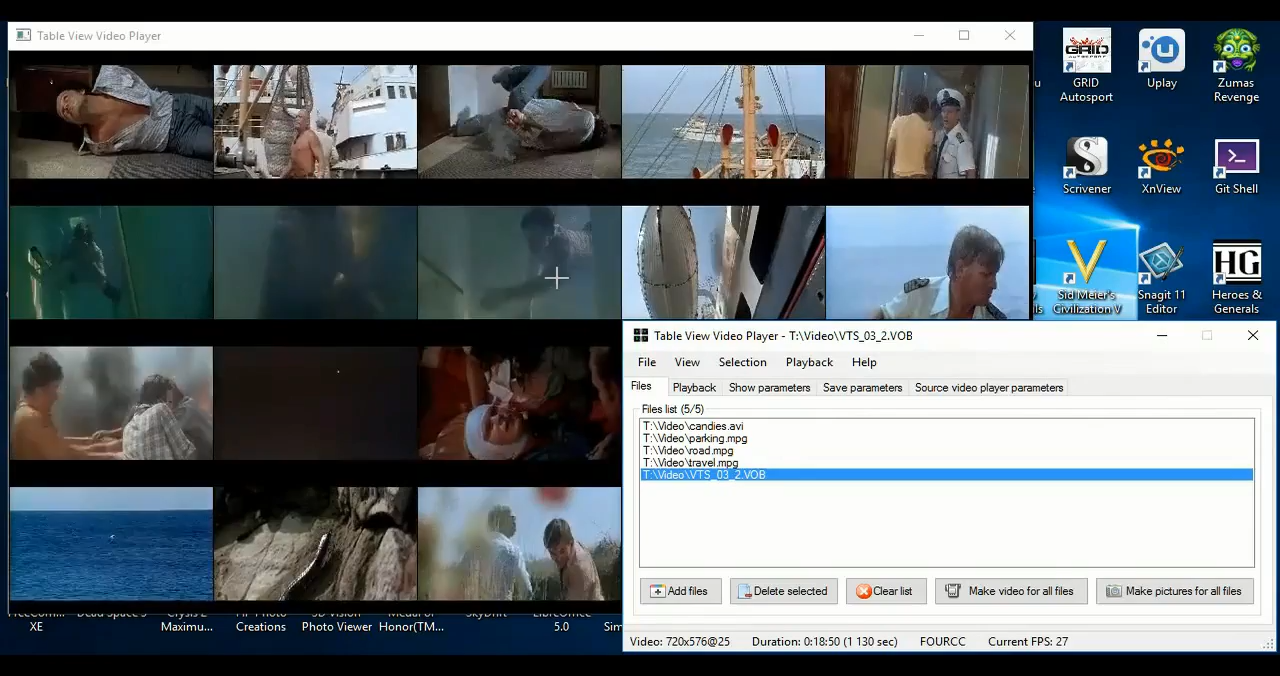 Table View Video Player
GRID
Autosport
Uplay
Zumas
Revenge
Scrivener
XnView
Git Shell
Sid Meier's
Civilization V
Snagit 11
Editor
HG
Heroes &
Generals
Table View Video Player - T:\Video\VTS_03_2.VOB
File View Selection Playback Help
Files Playback Show parameters Save parameters Source video player parameters
Files list (5/5)
T:\Video\candies.avi
T:\Video\parking.mpg
T:\Video\road.mpg
T:\Video\travel.mpg
T:\Video\VTS_03_2.VOB
Add files Delete selected Clear list Make video for all files Make pictures for all files
XE
Maximu...
Creations
Photo Viewer
Honor(TM...
5.0
Video: 720x576@25 Duration: 0:18:50 (1 130 sec) FOURCC Current FPS: 27